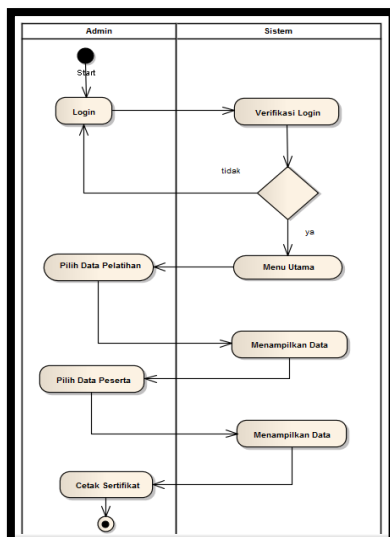 Admin
Sistem
Start
Login
Verifikasi Login
tidak
ya
Pilih Data Pelatihan
Menu Utama
Menampilkan Data
Pilih Data Peserta
Menampilkan Data
Cetak Sertifikat